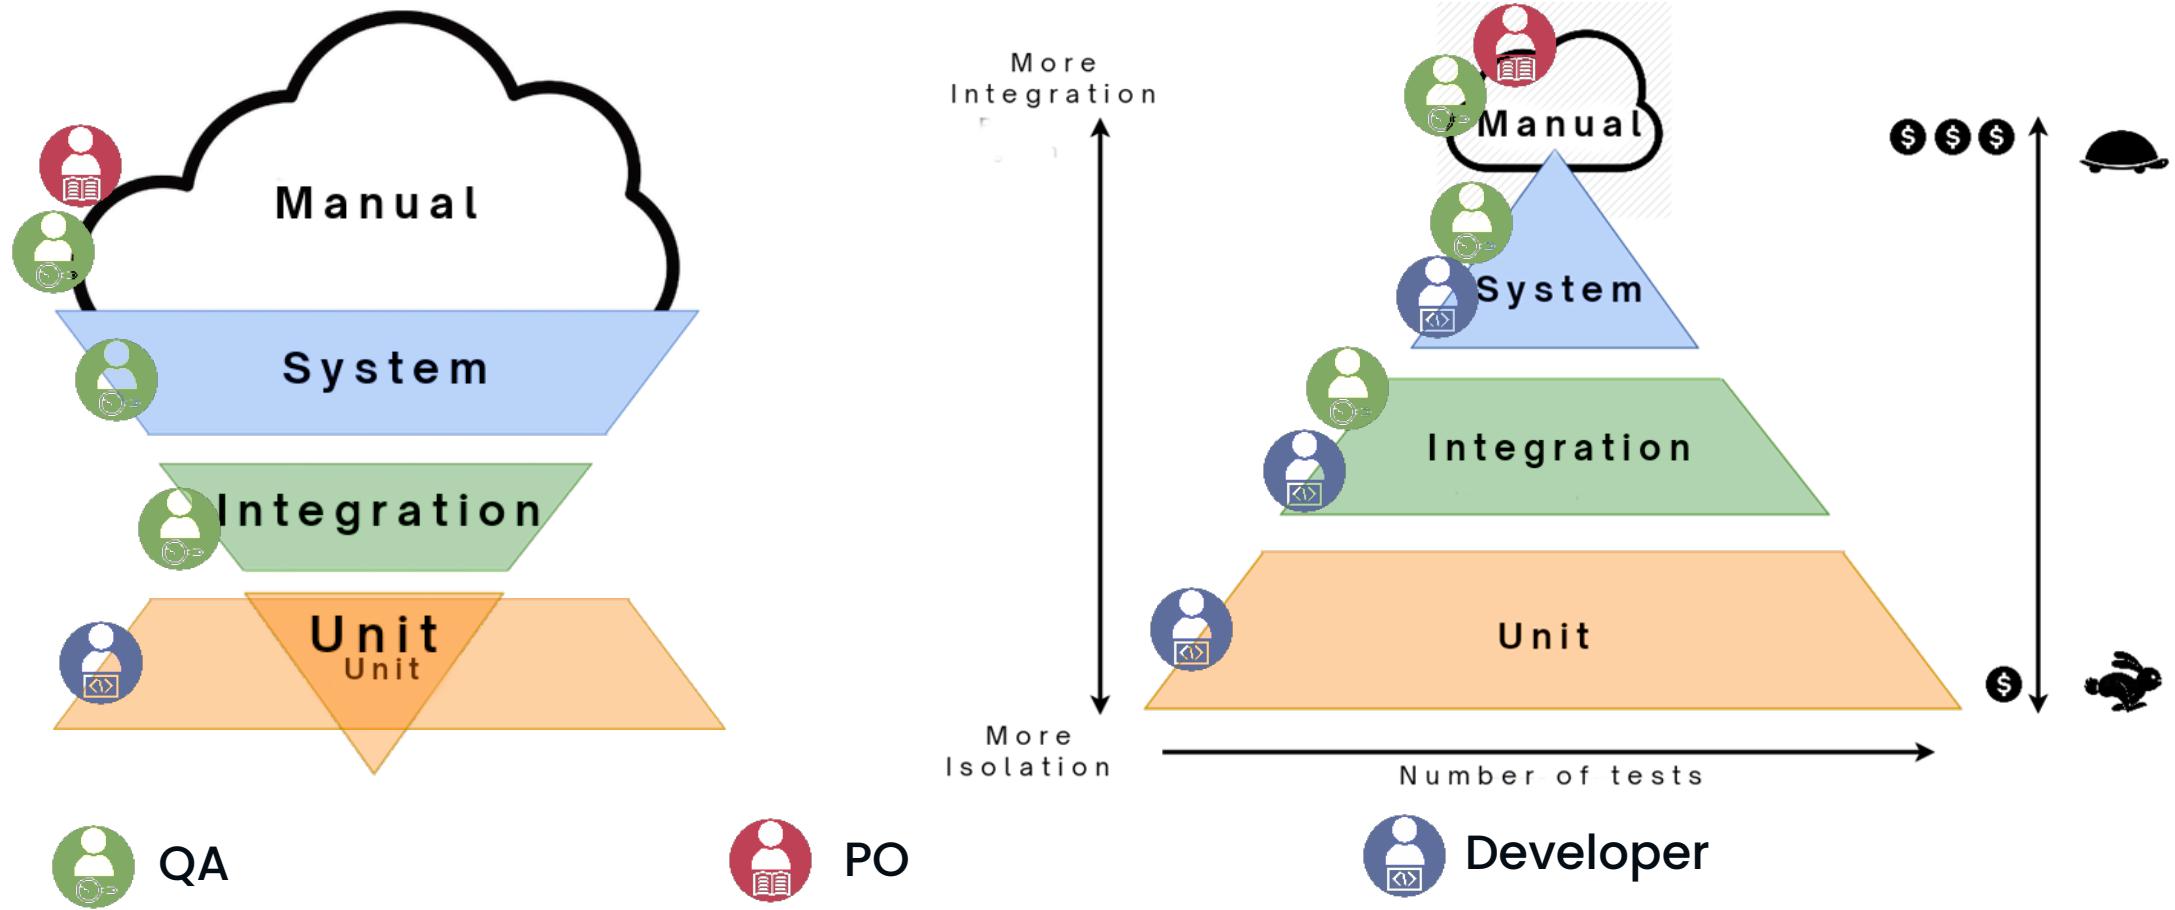 Manual
System
Integration
Unit
Unit
More
Integration
More
Isolation
Manual
System
Integration
Unit
Number of tests
$ $ $
$
QA
PO
Developer